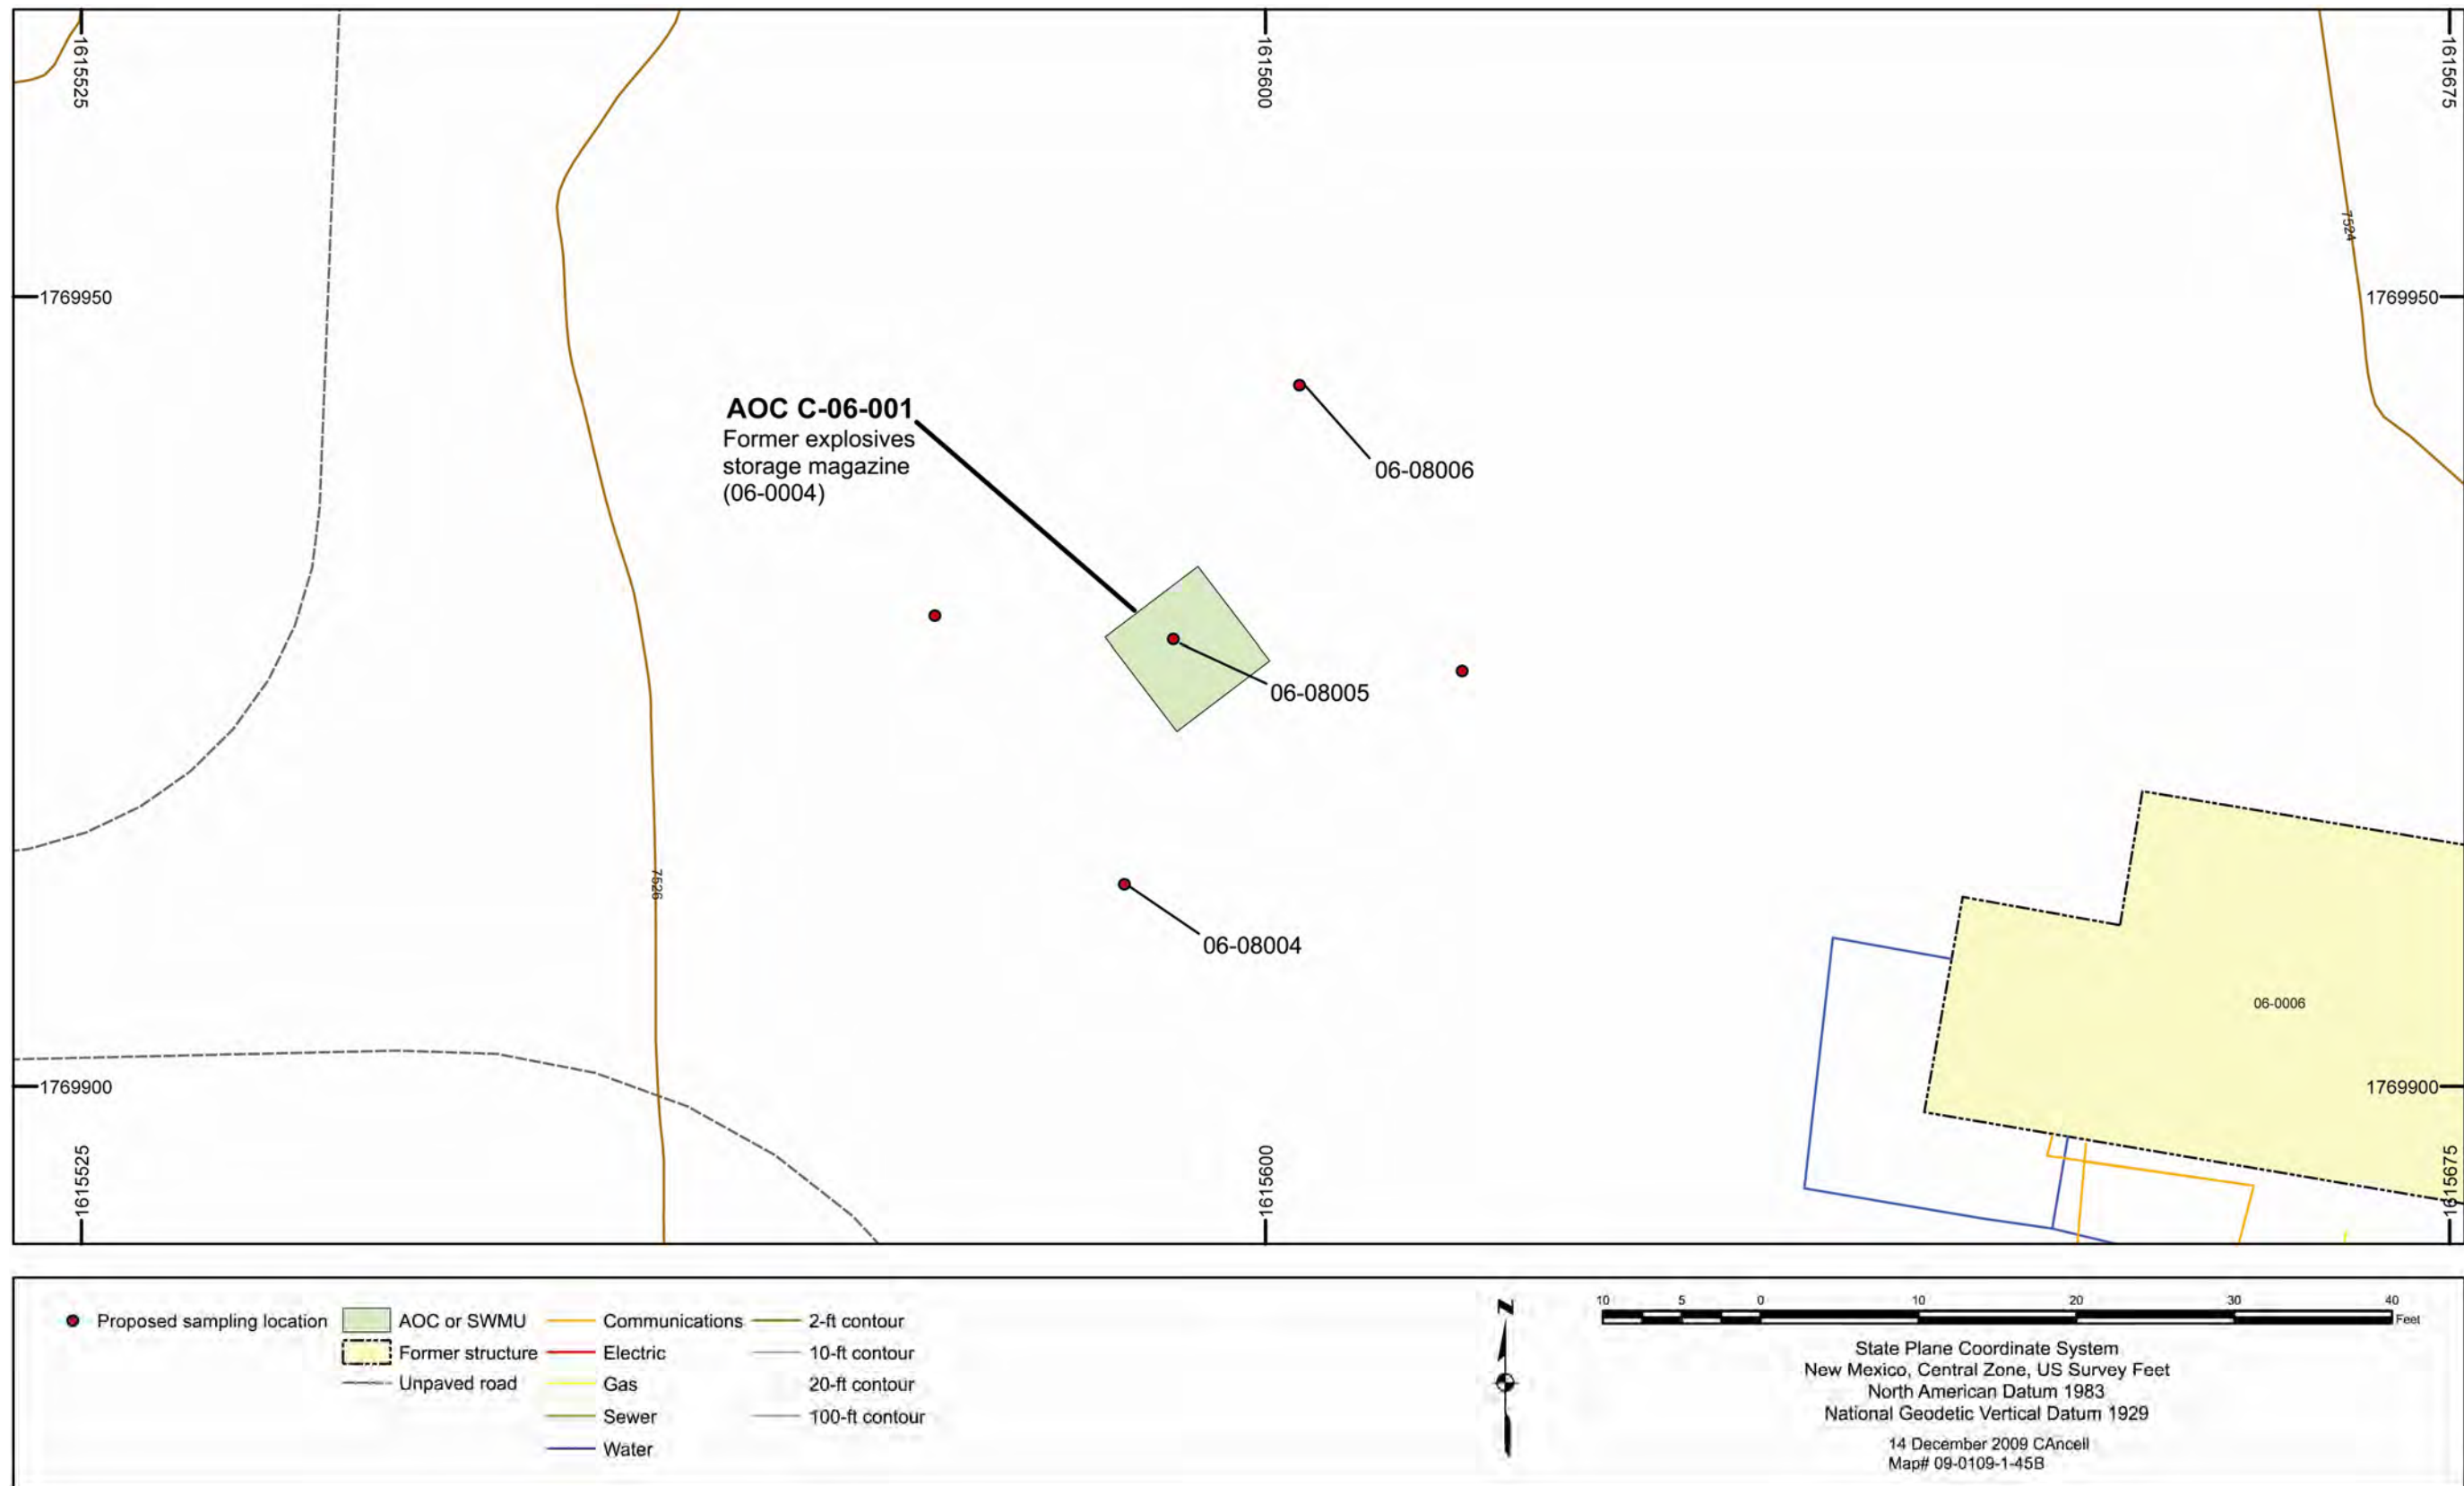 1615525
1615600
1615675
7524
1769950
1769950
AOC C-06-001
Former explosives
storage magazine
(06-0004)
06-08006
06-08005
7526
06-08004
06-0006
1769900
1769900
1615525
1615600
1615675
Proposed sampling location
AOC or SWMU
Former structure
Unpaved road
Communications
Electric
Gas
Sewer
Water
2-ft contour
10-ft contour
20-ft contour
100-ft contour
N
10 5 0 10 20 30 40
Feet
State Plane Coordinate System
New Mexico, Central Zone, US Survey Feet
North American Datum 1983
National Geodetic Vertical Datum 1929
14 December 2009 CAncell
Map# 09-0109-1-45B